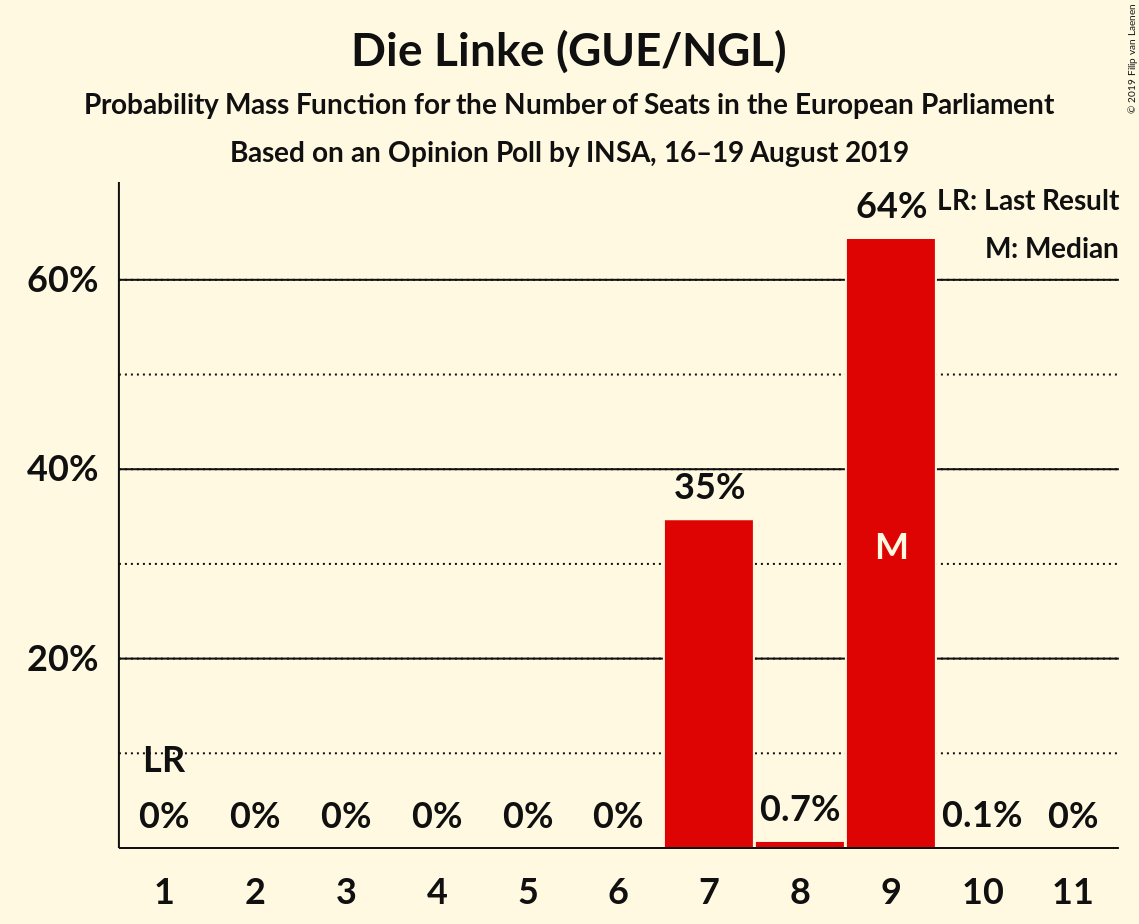 Die Linke (GUE/NGL)
Probability Mass Function for the Number of Seats in the European Parliament
Based on an Opinion Poll by INSA, 16–19 August 2019
© 2019 Filip van Laenen
LR: Last Result
M: Median
60%
40%
20%
LR
0%
0%
0%
0%
0%
0%
35%
0.7%
64%
M
0.1%
0%
1 2 3 4 5 6 7 8 9 10 11